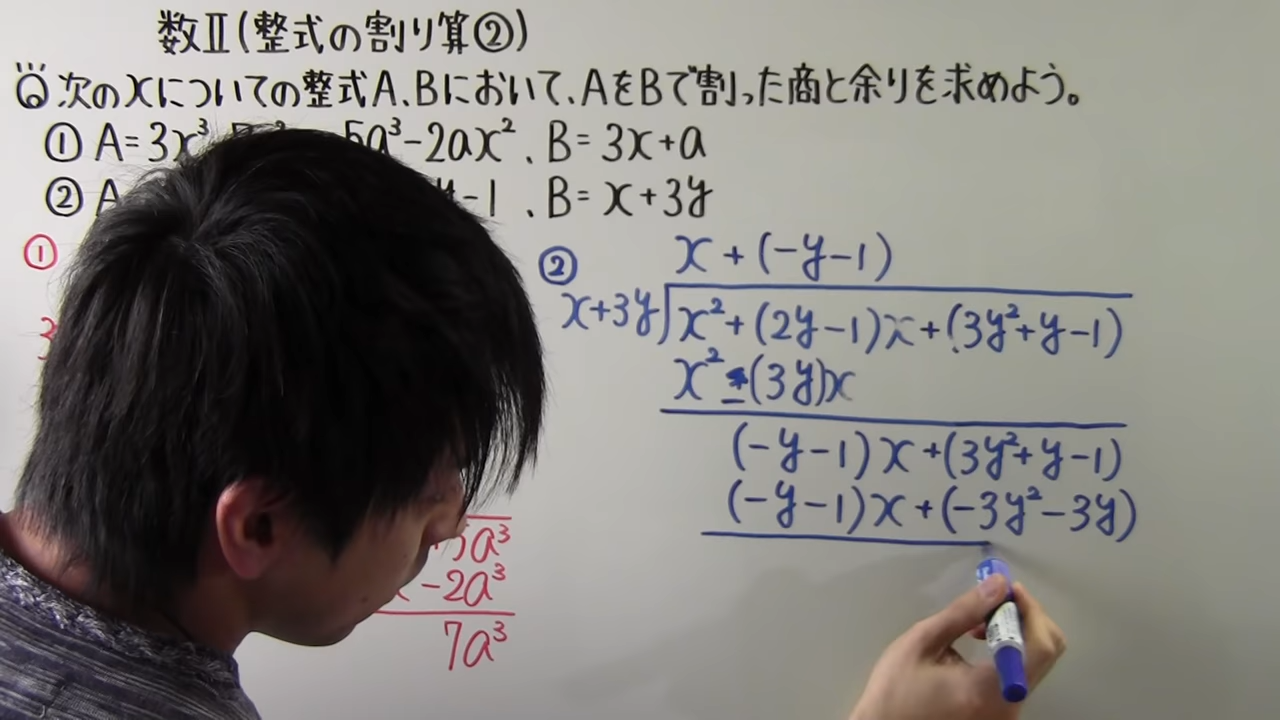 数Ⅱ(整式の割り算②)
Q 次のxについての整式A、Bにおいて、AをBで割った商と余りを求めよう。
① A=3x³ 5a³-2ax²、B=3x+a
② A -1、B=x+3y
①
②
x+(-y-1)
x+3y)x²+(2y-1)x+(3y²+y-1)
x²+(3y)x
(-y-1)x+(3y²+y-1)
(-y-1)x+(-3y²-3y)
3
5a³
-2a³
7a³